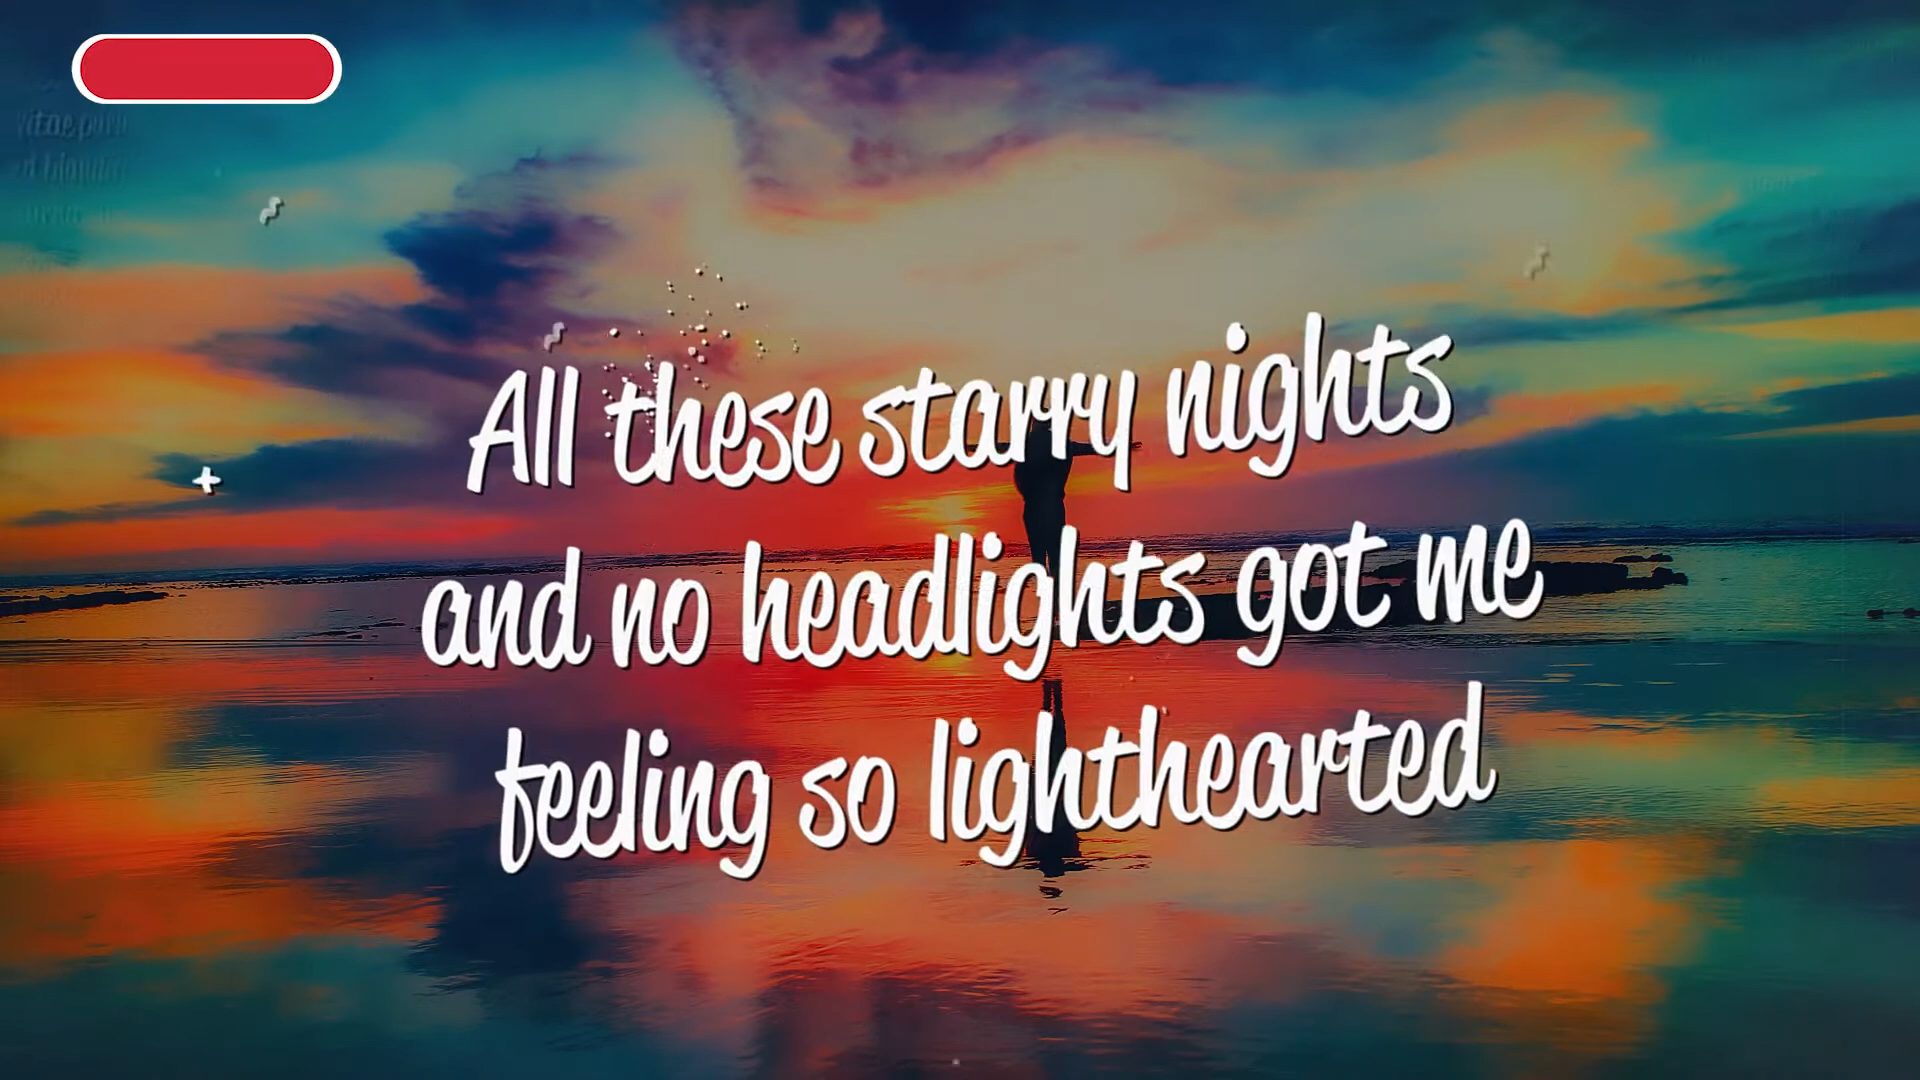 All these starry nights
and no headlights got me
feeling so lighthearted